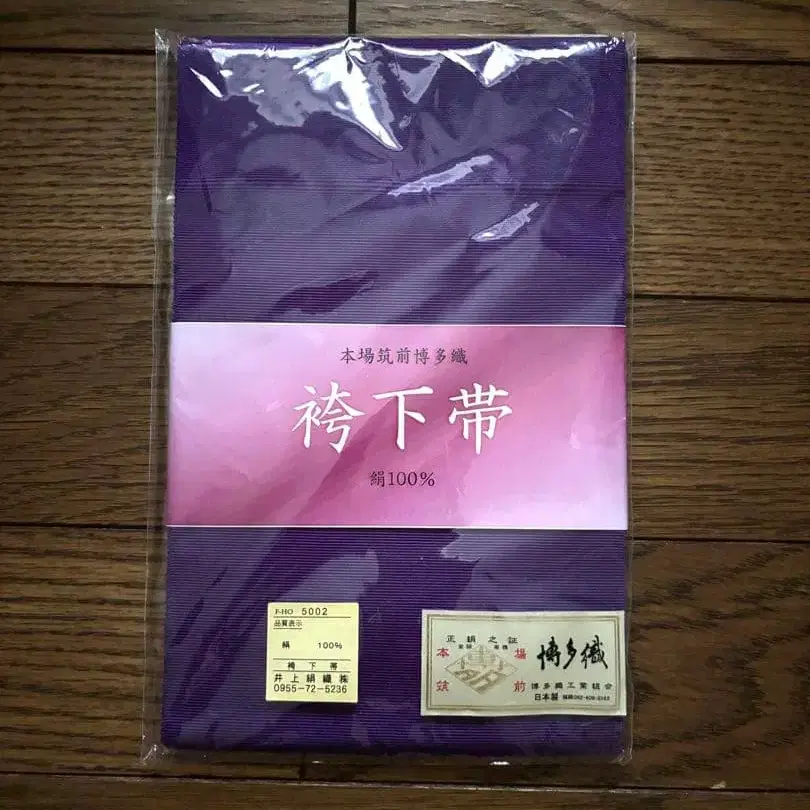 本場筑前博多織
袴下帯
絹100%
F-HO 5002
品質表示
絹 100%
袴下帯
井上絹織株
0955-72-5236
正絹之証
本場
筑前
博多織
博多織工業組合
日本製